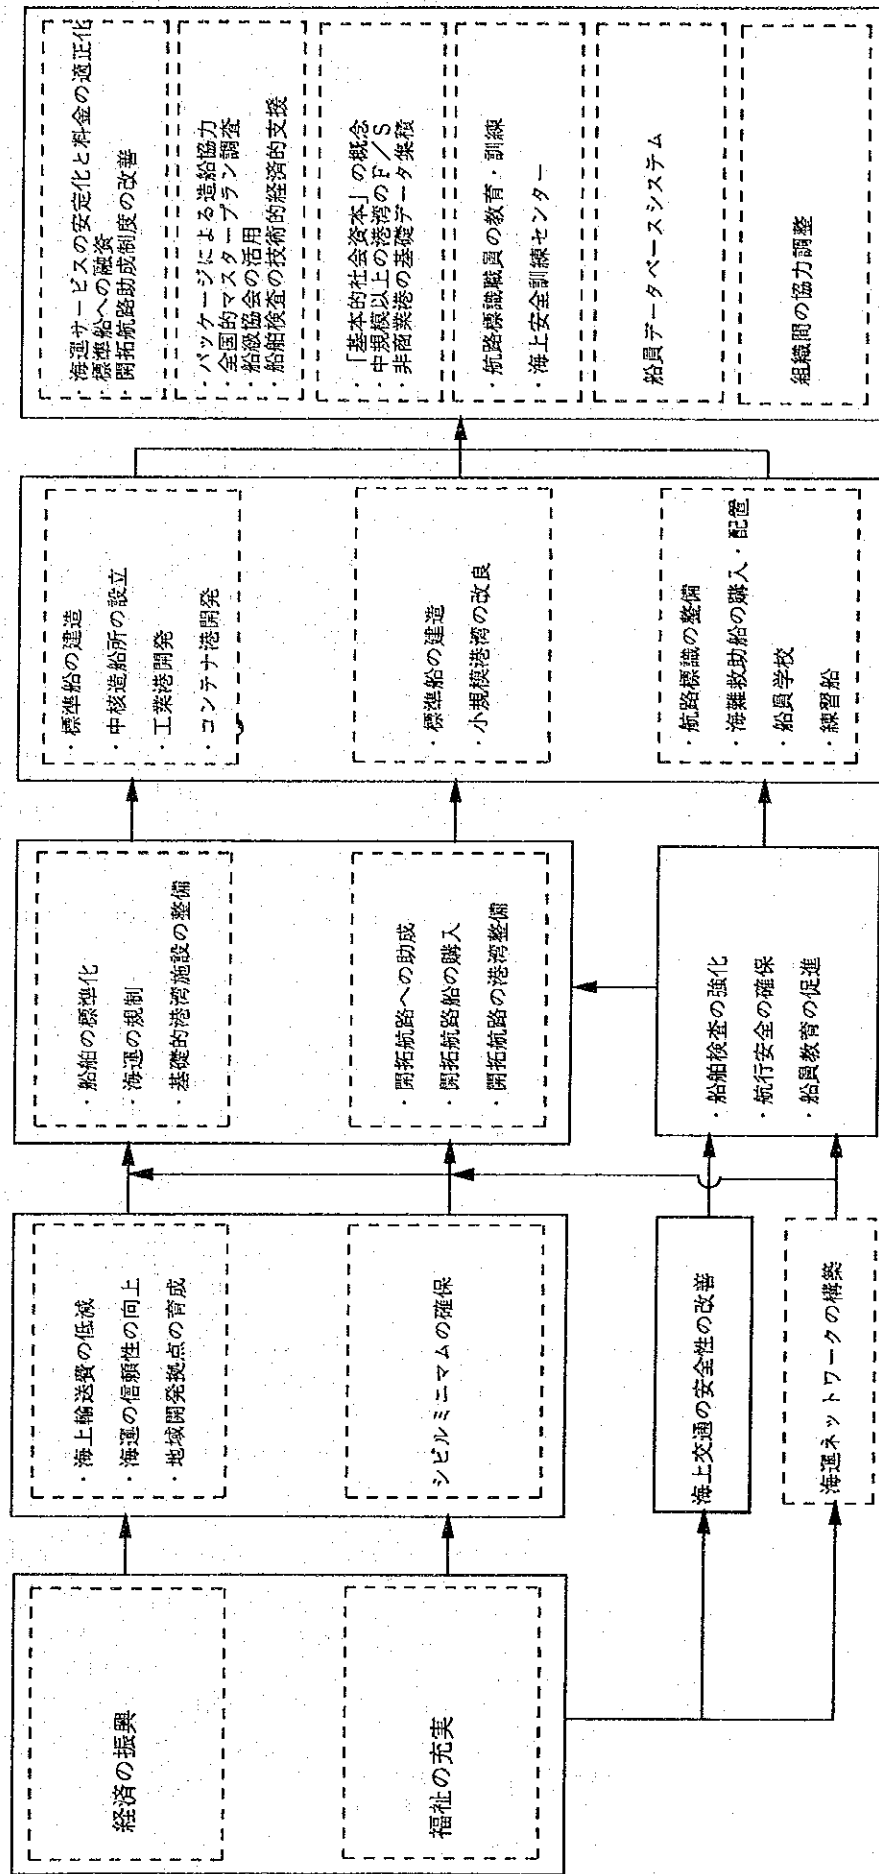 経済の振興
福祉の充実
・海上輸送費の低減
・海運の信頼性の向上
・地域開発拠点の育成
シビルミニマムの確保
海上交通の安全性の改善
海運ネットワークの構築
・船舶の標準化
・海運の規制
・基礎的港湾施設の整備
・開拓航路への助成
・開拓航路船の購入
・開拓航路の港湾整備
・船舶検査の強化
・航行安全の確保
・船員教育の促進
・標準船の建造
・中核造船所の設立
・工業港開発
・コンテナ港開発
・標準船の建造
・小規模港湾の改良
・航路標識の整備
・海難救助船の購入・配置
・船員学校
・練習船
・海運サービスの安定化と料金の適正化
・標準船への融資
・開拓航路助成制度の改善
・パッケージによる造船協力
・全国的マスタープラン調査
・船級協会の活用
・船舶検査の技術的経済的支援
・「基本的社会資本」の概念
・中規模以上の港湾のF／S
・非商業港の基礎データ集積
・航路標識職員の教育・訓練
・海上安全訓練センター
船員データベースシステム
組織間の協力調整